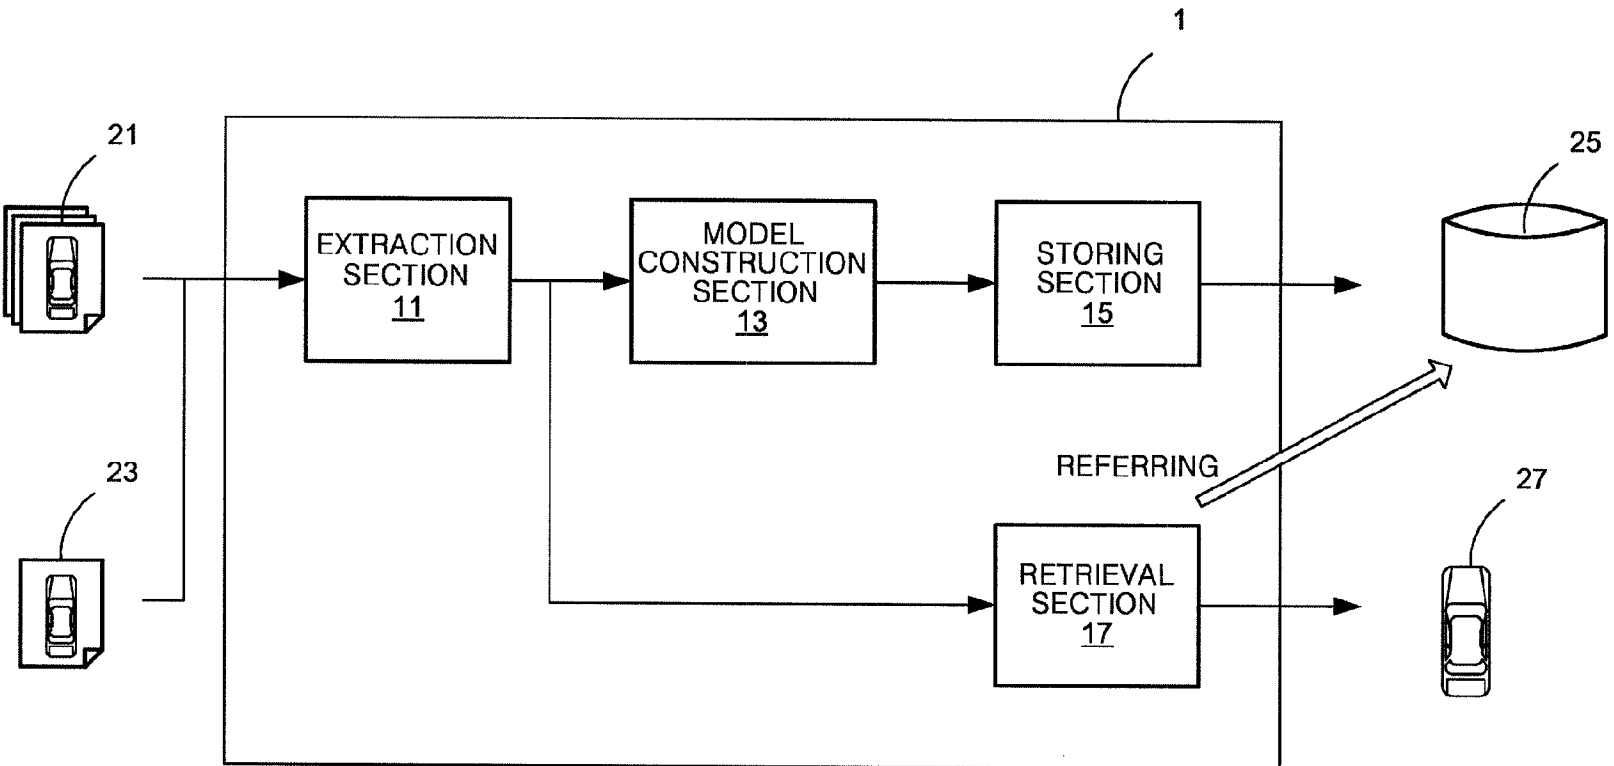 1
21
25
EXTRACTION
SECTION
11
MODEL
CONSTRUCTION
SECTION
13
STORING
SECTION
15
REFERRING
23
27
RETRIEVAL
SECTION
17